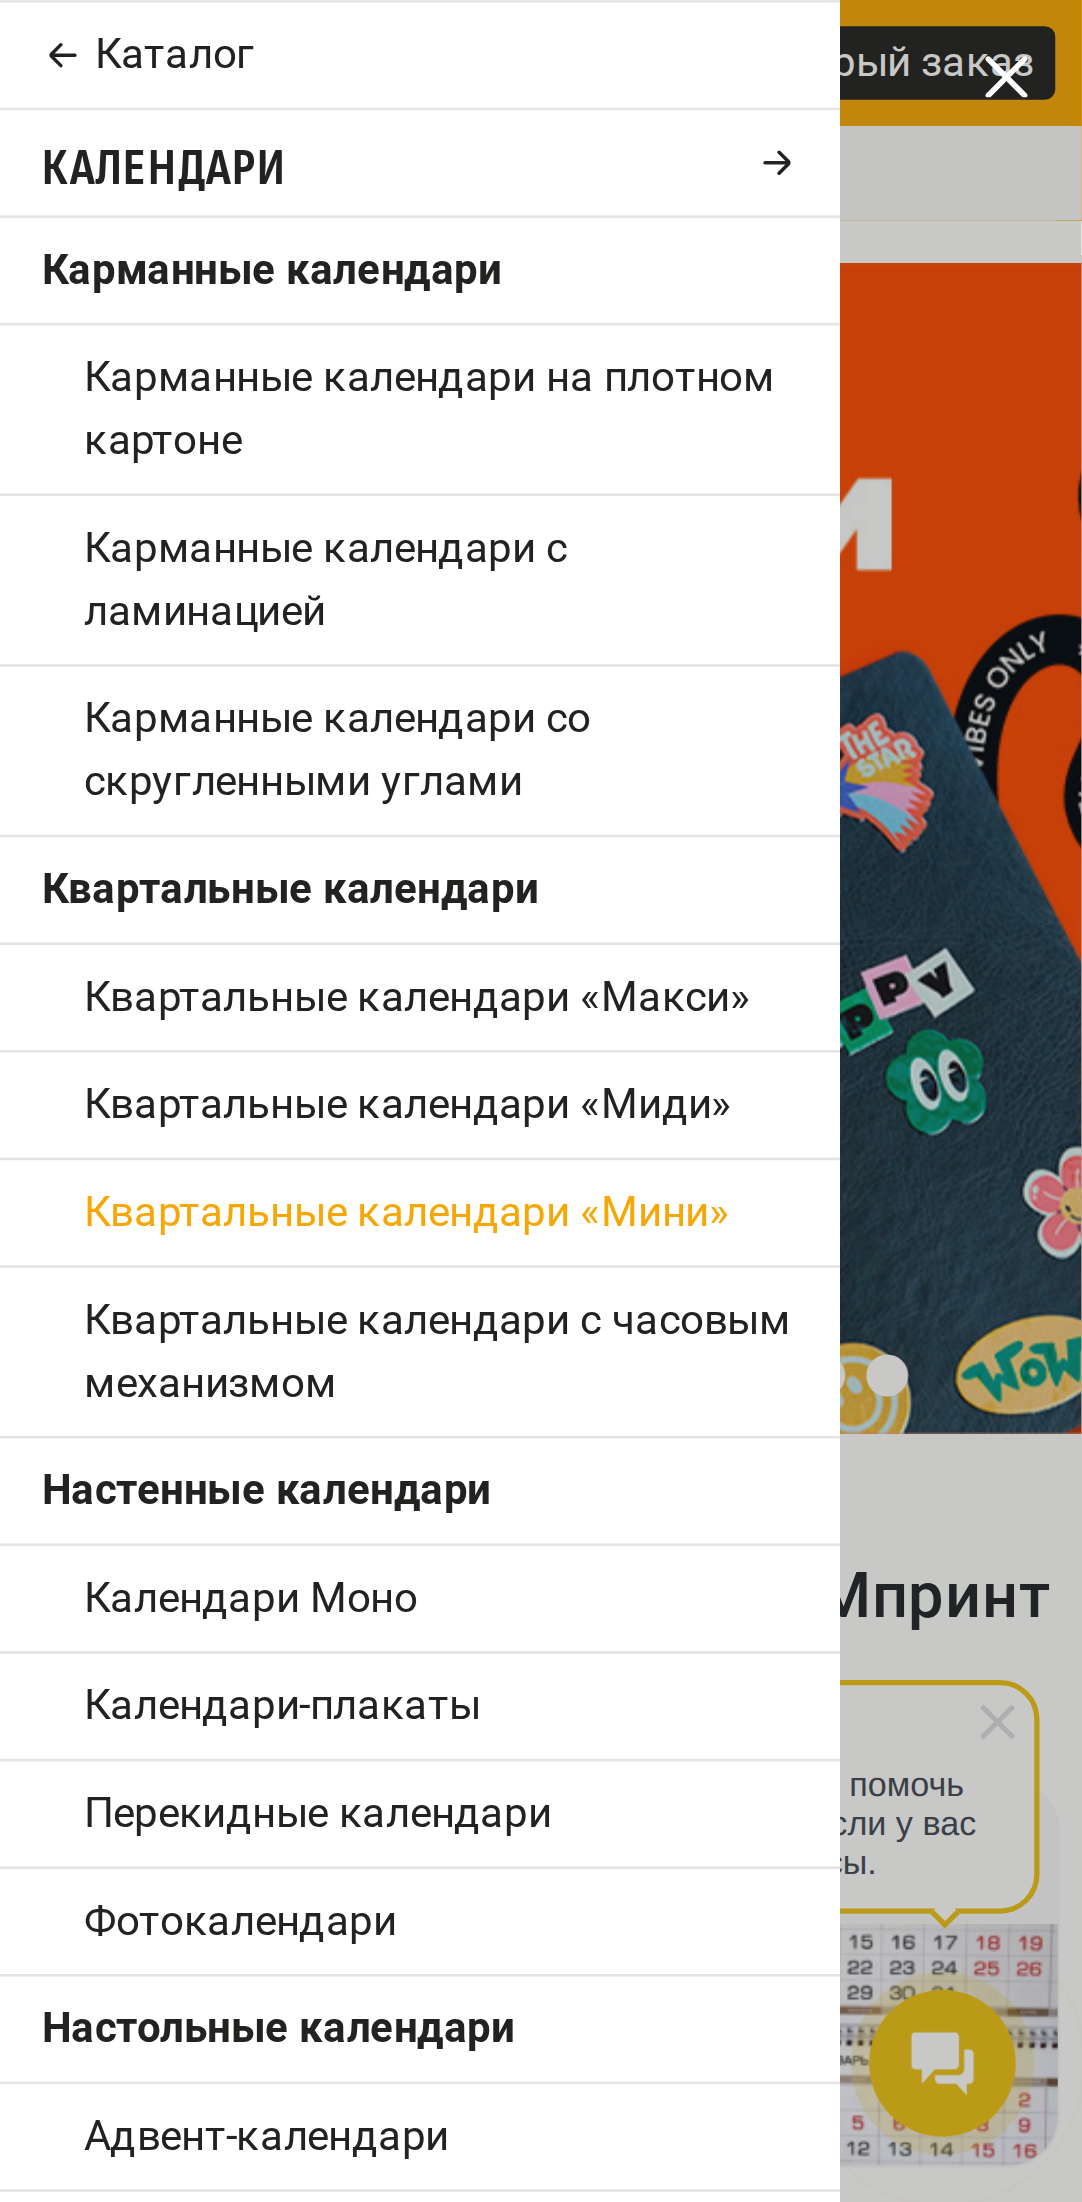 Каталог
КАЛЕНДАРИ
Карманные календари
Карманные календари на плотном
картоне
Карманные календари с
ламинацией
Карманные календари со
скругленными углами
Квартальные календари
Квартальные календари «Макси»
Квартальные календари «Миди»
Квартальные календари «Мини»
Квартальные календари с часовым
механизмом
Настенные календари
Календари Моно
Календари-плакаты
Перекидные календари
Фотокалендари
Настольные календари
Адвент-календари
рый заказ
И
IBES ONLY
THE
STAR
PPY
WOW
Мпринт
помочь
сли у вас
сы.
15 16 17 18 19
22 23 24 25 26
29 30
2
5 9
12 13 14 15 16